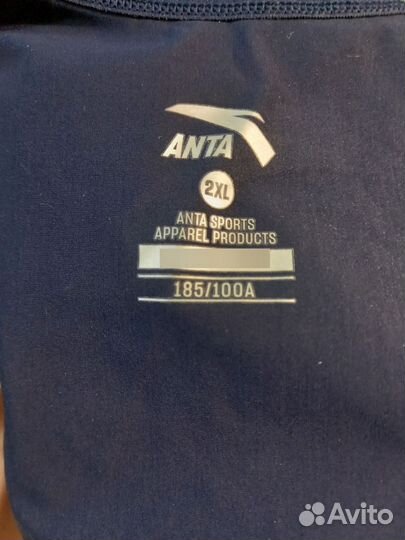 ANTA
2XL
ANTA SPORTS
APPAREL PRODUCTS
185/100A
Avito